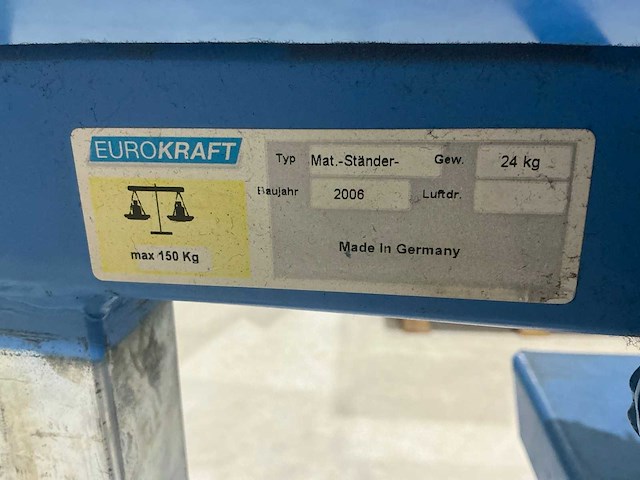 EUROKRAFT
Typ Mat.-Ständer- Gew. 24 kg
Baujahr 2006 Luftdr.
max 150 Kg
Made In Germany